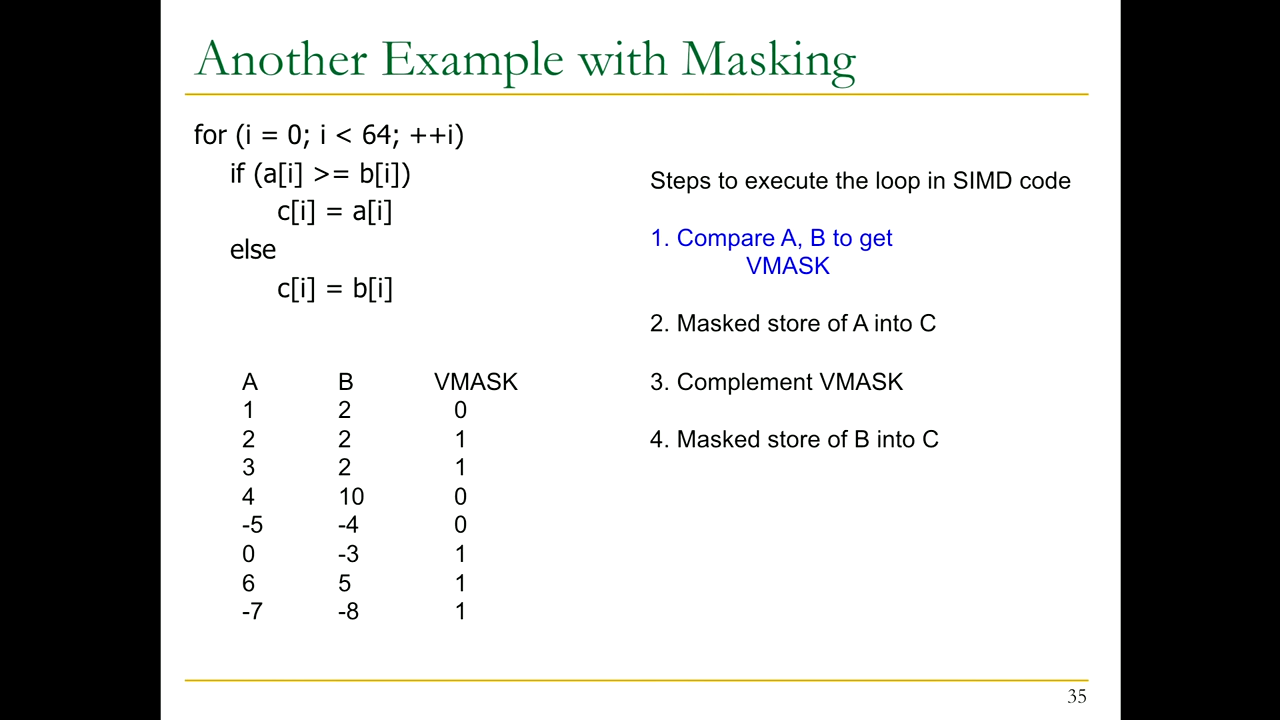 Another Example with Masking
for (i = 0; i < 64; ++i)
if (a[i] >= b[i])
c[i] = a[i]
else
c[i] = b[i]
A B VMASK
1 2 0
2 2 1
3 2 1
4 10 0
-5 -4 0
0 -3 1
6 5 1
-7 -8 1
Steps to execute the loop in SIMD code
1. Compare A, B to get
VMASK
2. Masked store of A into C
3. Complement VMASK
4. Masked store of B into C
35